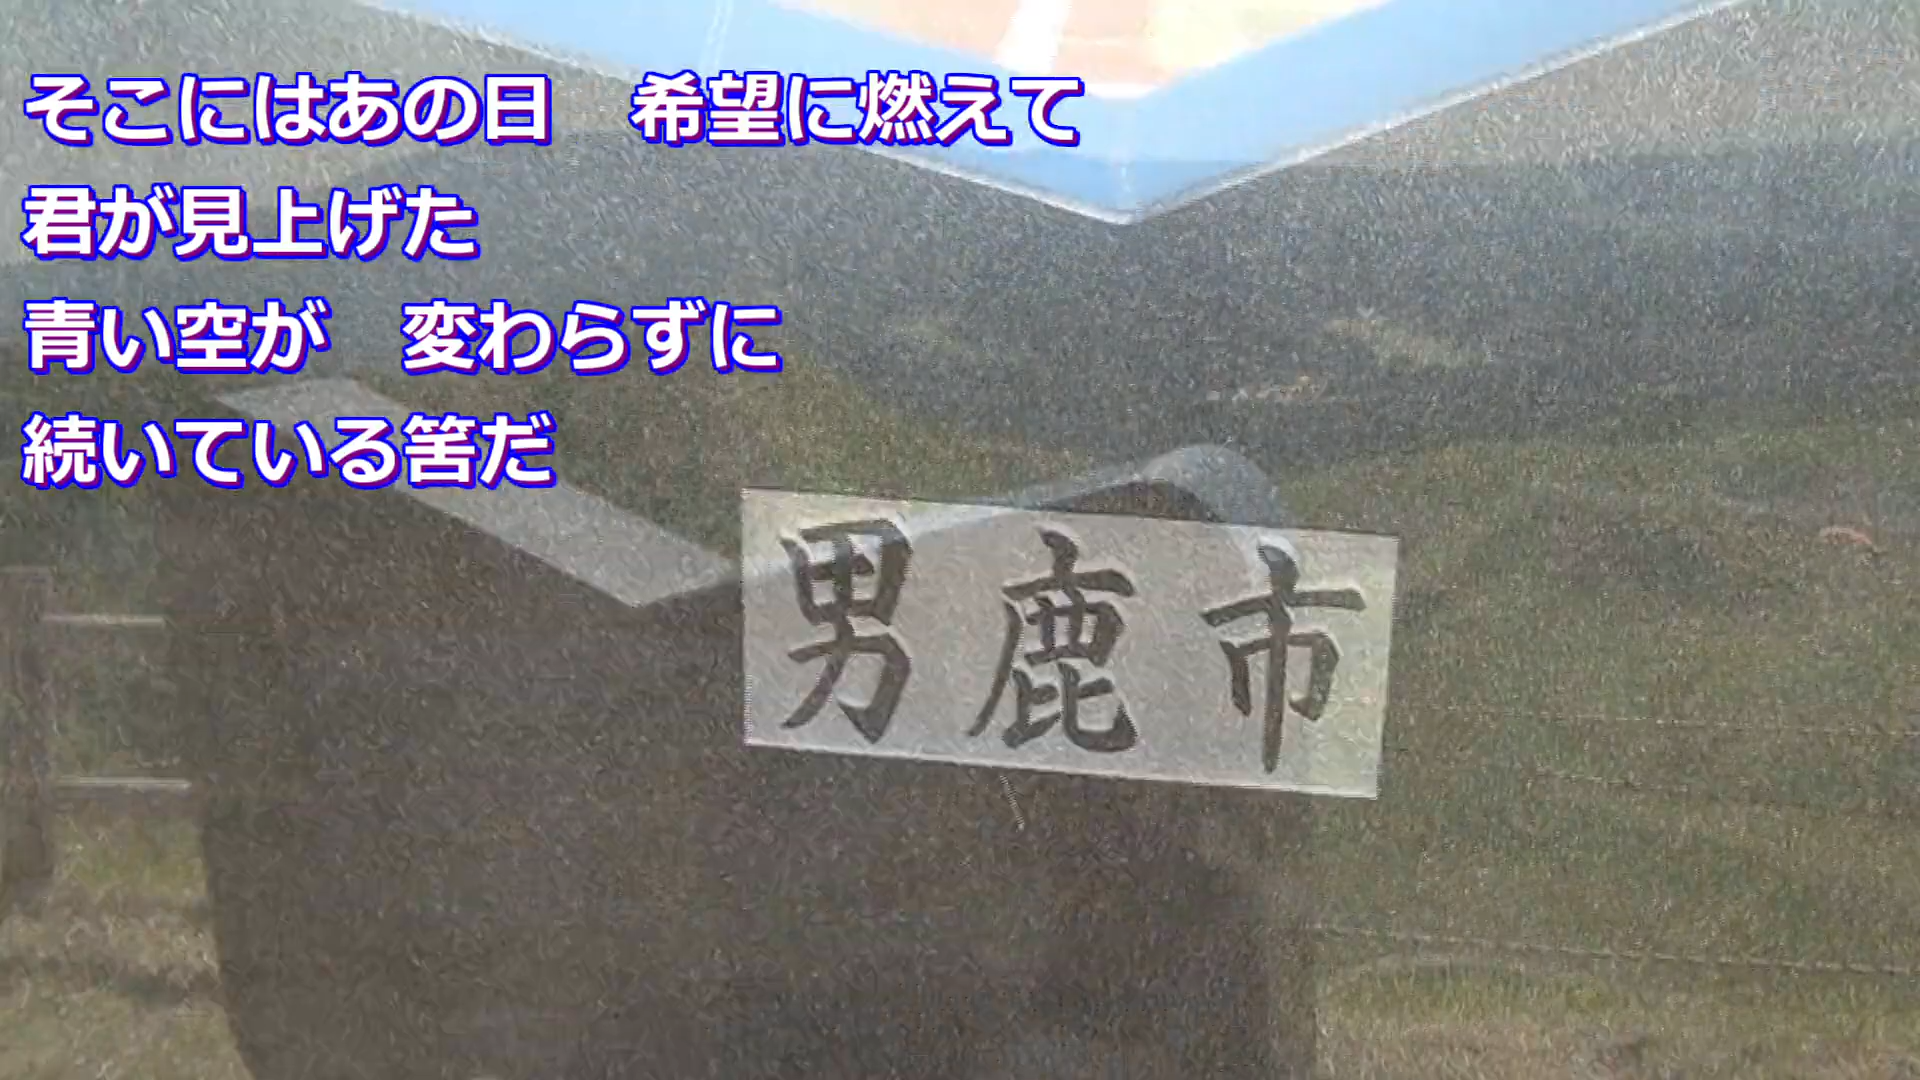 そこにはあの日　希望に燃えて
君が見上げた
青い空が　変わらずに
続いている筈だ
男鹿市